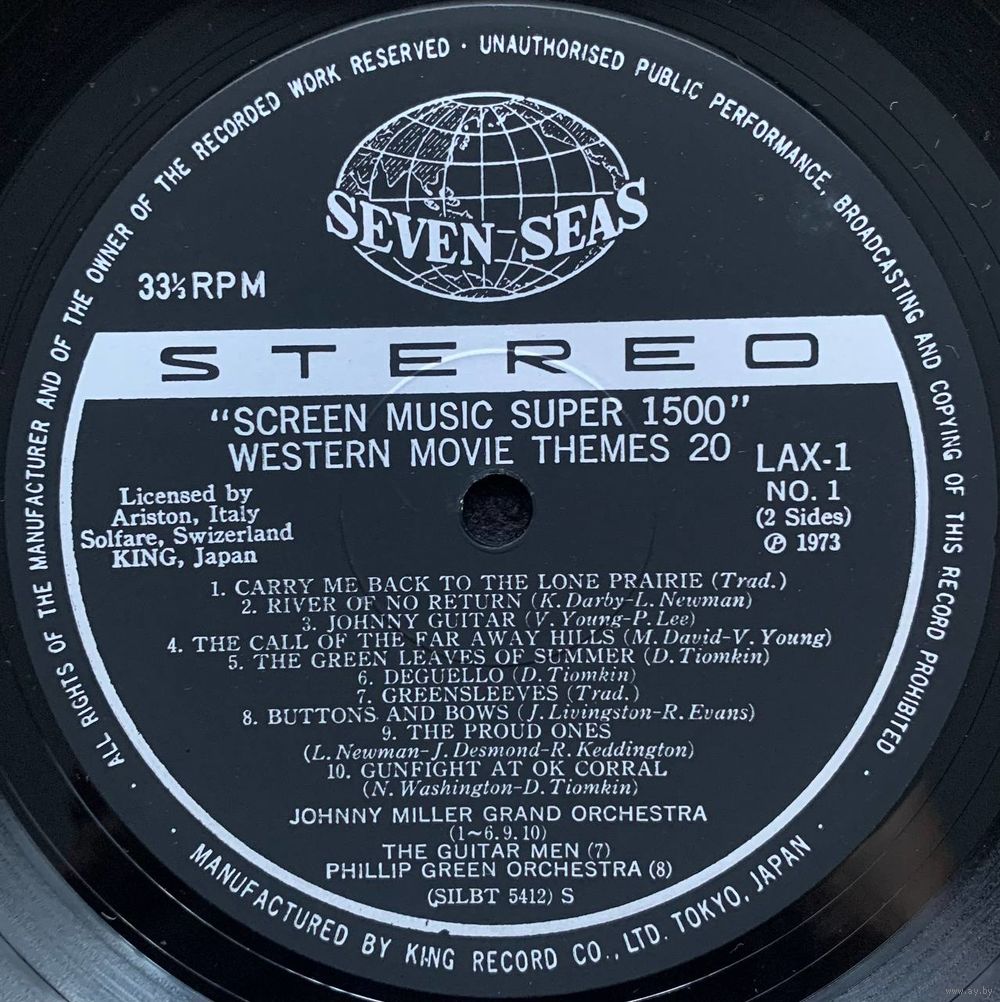 ALL RIGHTS OF THE MANUFACTURER AND OF THE OWNER OF THE RECORDED WORK RESERVED · UNAUTHORISED PUBLIC PERFORMANCE, BROADCASTING AND COPYING OF THIS RECORD PROHIBITED
SEVEN-SEAS
33⅓ RPM
STEREO
"SCREEN MUSIC SUPER 1500"
WESTERN MOVIE THEMES 20
LAX-1
NO. 1
(2 Sides)
Ⓟ 1973
Licensed by
Ariston, Italy
Solfare, Swizerland
KING, Japan
1. CARRY ME BACK TO THE LONE PRAIRIE (Trad.)
2. RIVER OF NO RETURN (K. Darby-L. Newman)
3. JOHNNY GUITAR (V. Young-P. Lee)
4. THE CALL OF THE FAR AWAY HILLS (M. David-V. Young)
5. THE GREEN LEAVES OF SUMMER (D. Tiomkin)
6. DEGUELLO (D. Tiomkin)
7. GREENSLEEVES (Trad.)
8. BUTTONS AND BOWS (J. Livingston-R. Evans)
9. THE PROUD ONES
(L. Newman-J. Desmond-R. Keddington)
10. GUNFIGHT AT OK CORRAL
(N. Washington-D. Tiomkin)
JOHNNY MILLER GRAND ORCHESTRA
(1~6. 9. 10)
THE GUITAR MEN (7)
PHILLIP GREEN ORCHESTRA (8)
(SILBT 5412) S
· MANUFACTURED BY KING RECORD CO., LTD. TOKYO, JAPAN ·
www.ay.by